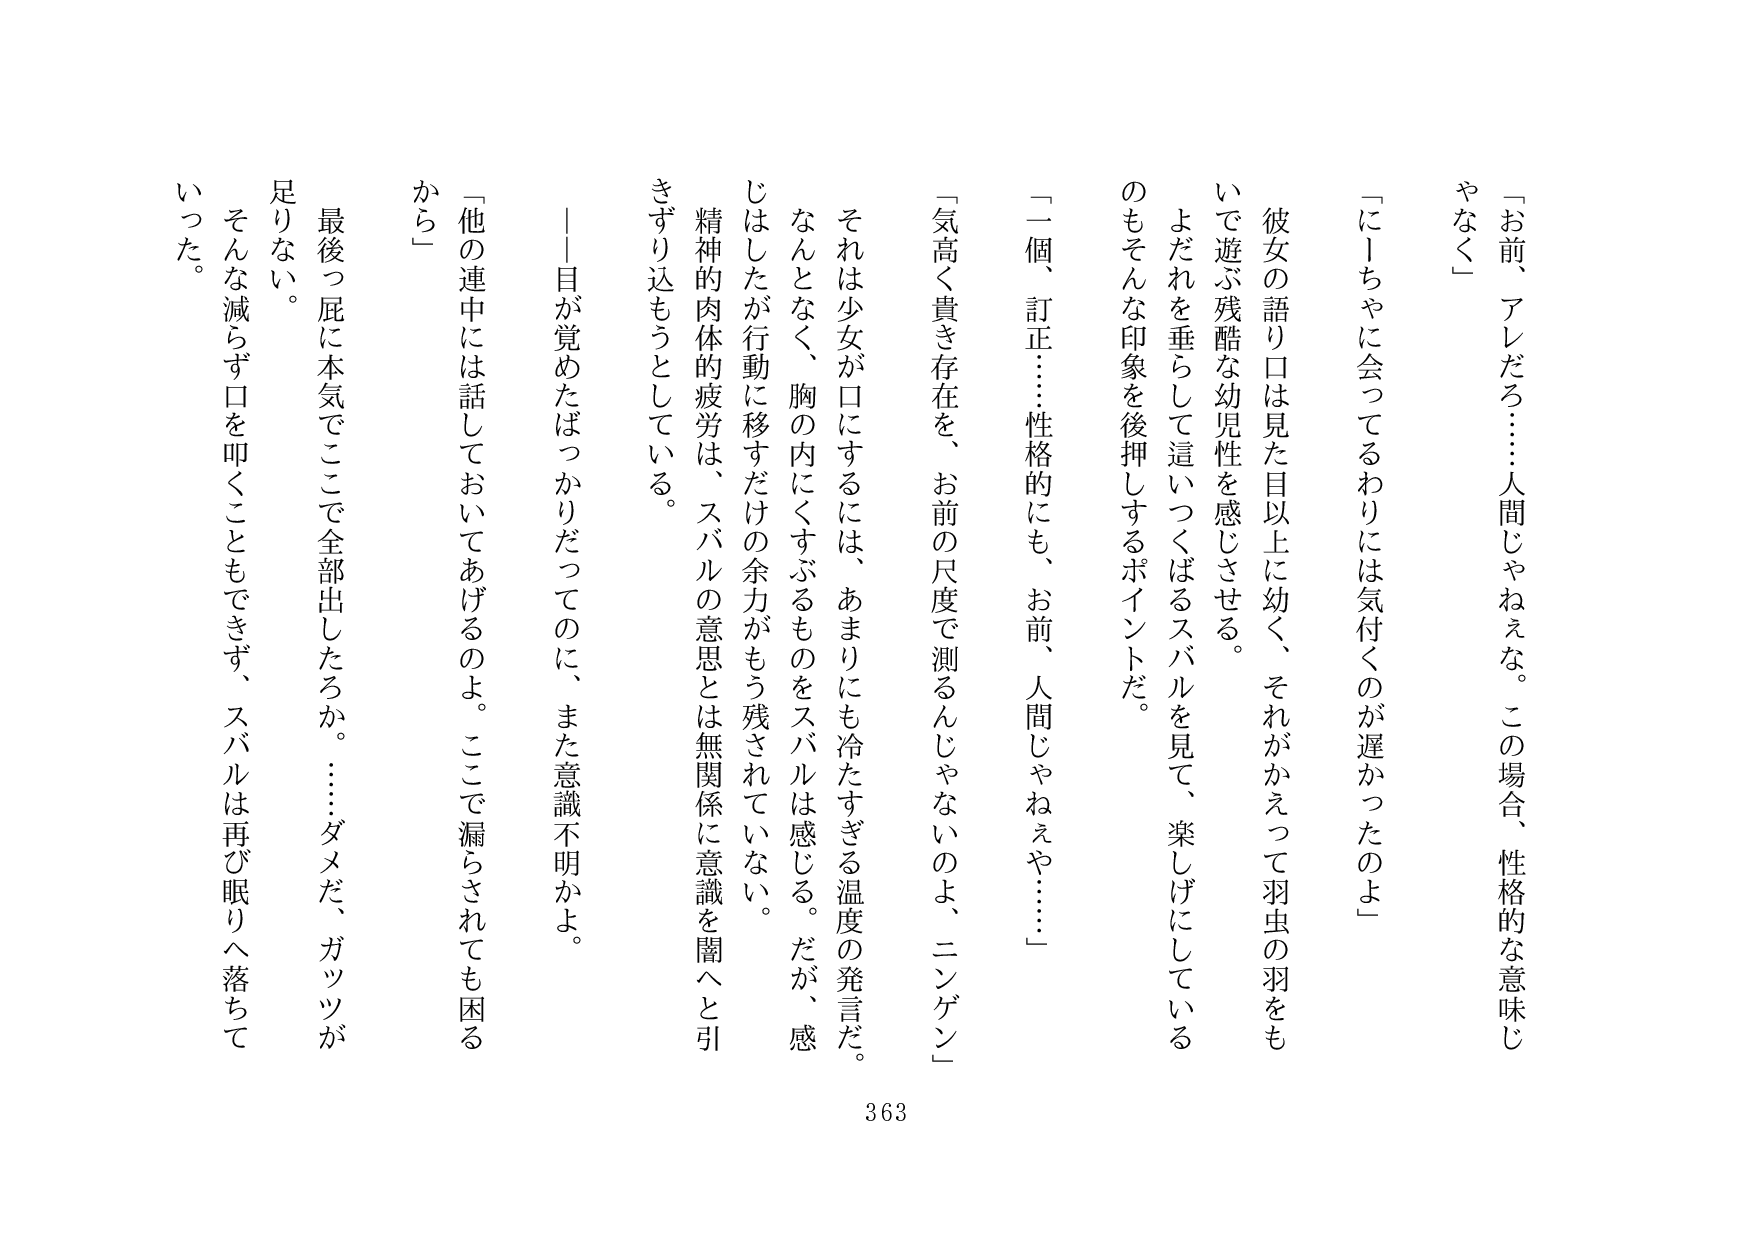 「お前、アレだろ……人間じゃねぇな。この場合、性格的な意味じ
ゃなく」
「にーちゃに会ってるわりには気付くのが遅かったのよ」
彼女の語り口は見た目以上に幼く、それがかえって羽虫の羽をも
いで遊ぶ残酷な幼児性を感じさせる。
よだれを垂らして這いつくばるスバルを見て、楽しげにしている
のもそんな印象を後押しするポイントだ。
「一個、訂正……性格的にも、お前、人間じゃねぇや……」
「気高く貴き存在を、お前の尺度で測るんじゃないのよ、ニンゲン」
それは少女が口にするには、あまりにも冷たすぎる温度の発言だ。
なんとなく、胸の内にくすぶるものをスバルは感じる。だが、感
じはしたが行動に移すだけの余力がもう残されていない。
精神的肉体的疲労は、スバルの意思とは無関係に意識を闇へと引
きずり込もうとしている。
――目が覚めたばっかりだってのに、また意識不明かよ。
「他の連中には話しておいてあげるのよ。ここで漏らされても困る
から」
最後っ屁に本気でここで全部出したろか。……ダメだ、ガッツが
足りない。
そんな減らず口を叩くこともできず、スバルは再び眠りへ落ちて
いった。
363